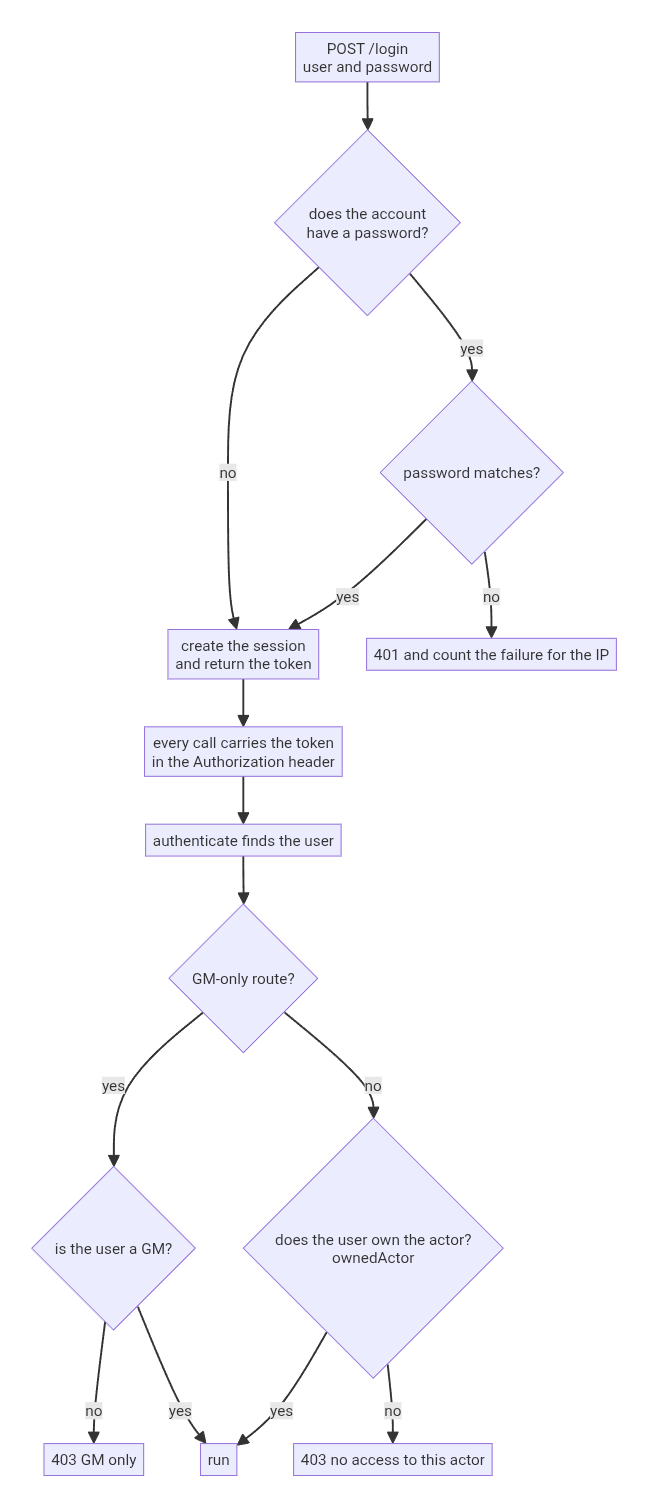 POST /login
user and password
does the account
have a password?
yes
no
password matches?
yes
no
create the session
and return the token
401 and count the failure for the IP
every call carries the token
in the Authorization header
authenticate finds the user
GM-only route?
yes
no
is the user a GM?
does the user own the actor?
ownedActor
no
yes
yes
no
403 GM only
run
403 no access to this actor